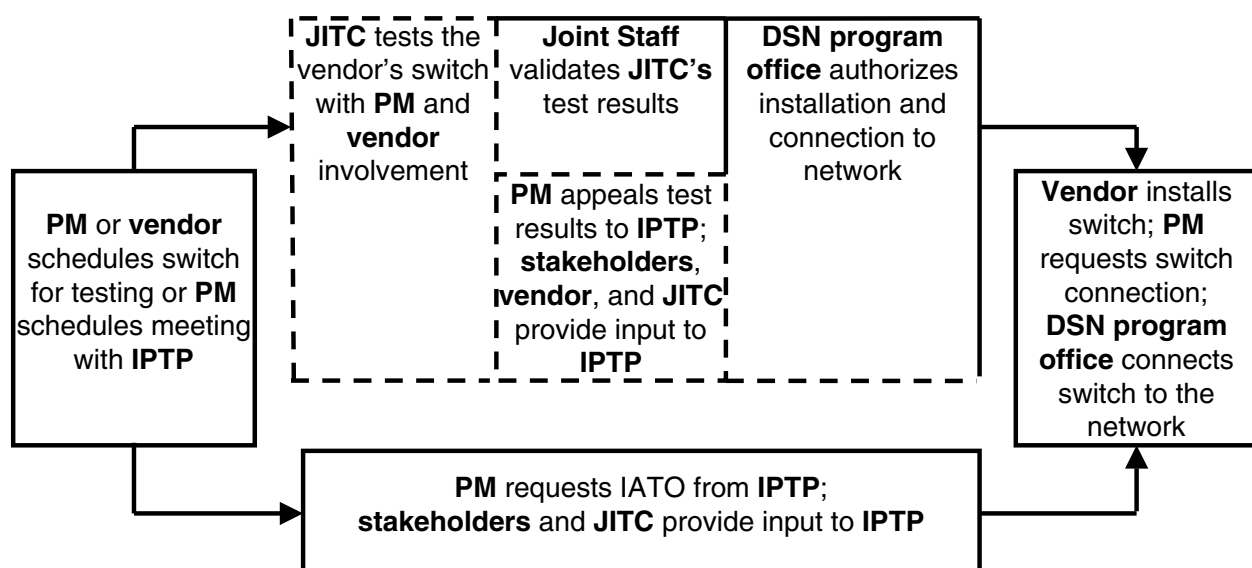 PM or vendor
schedules switch
for testing or PM
schedules meeting
with IPTP
JITC tests the
vendor's switch
with PM and
vendor
involvement
Joint Staff
validates JITC's
test results
PM appeals test
results to IPTP;
stakeholders,
vendor, and JITC
provide input to
IPTP
DSN program
office authorizes
installation and
connection to
network
PM requests IATO from IPTP;
stakeholders and JITC provide input to IPTP
Vendor installs
switch; PM
requests switch
connection;
DSN program
office connects
switch to the
network